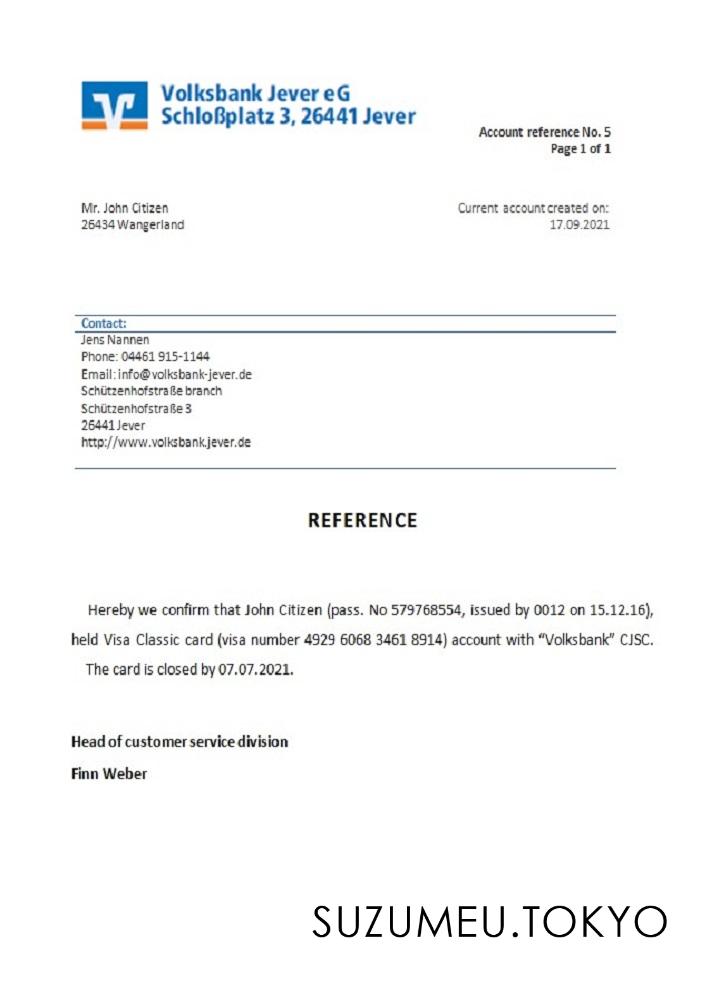 Volksbank Jever eG
Schloßplatz 3, 26441 Jever
Account reference No. 5
Page 1 of 1
Mr. John Citizen
26434 Wangerland
Current account created on:
17.09.2021
Contact:
Jens Nannen
Phone: 04461 915-1144
Email: info@volksbank-jever.de
Schützenhofstraße branch
Schützenhofstraße 3
26441 Jever
http://www.volksbank.jever.de
REFERENCE
Hereby we confirm that John Citizen (pass. No 579768554, issued by 0012 on 15.12.16),
held Visa Classic card (visa number 4929 6068 3461 8914) account with “Volksbank” CJSC.
The card is closed by 07.07.2021.
Head of customer service division
Finn Weber
SUZUMEU.TOKYO